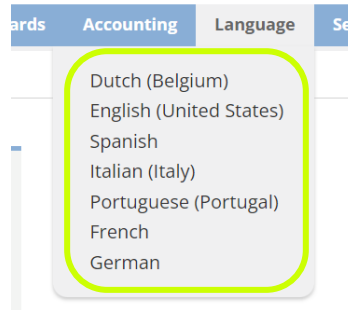 ards Accounting Language Se
Dutch (Belgium)
English (United States)
Spanish
Italian (Italy)
Portuguese (Portugal)
French
German